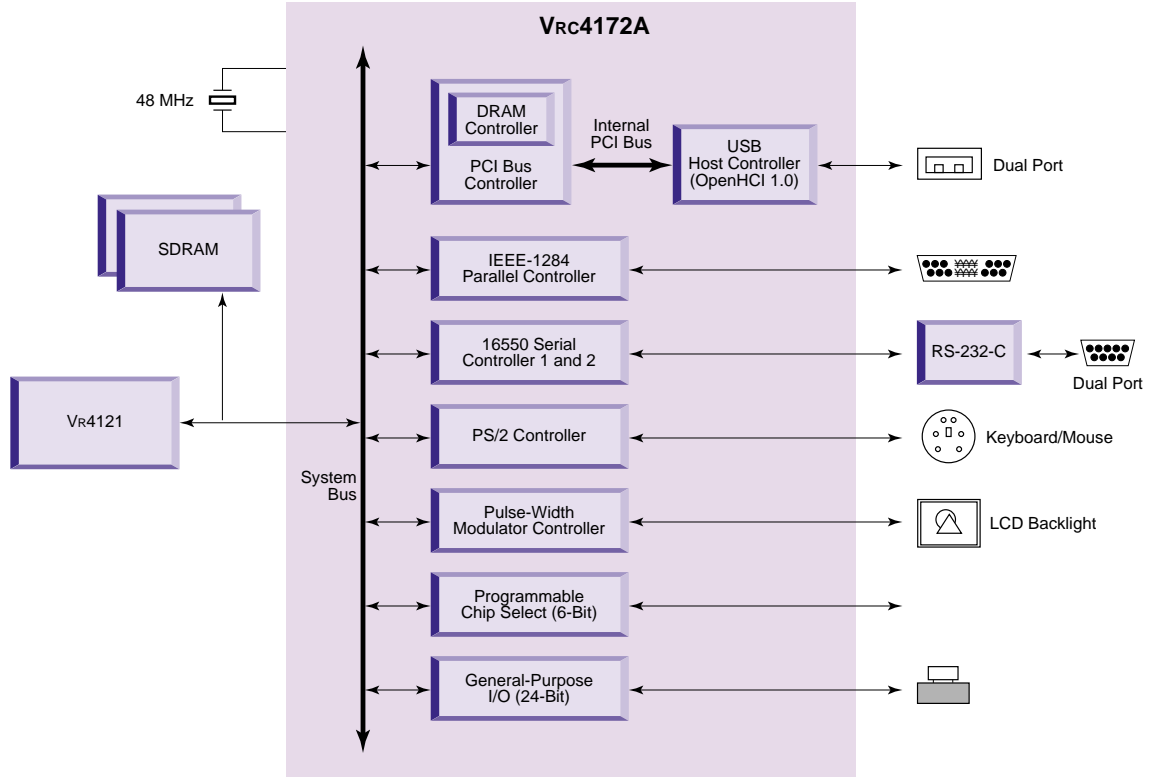 VRC4172A
48 MHz
DRAM
Controller
PCI Bus
Controller
Internal
PCI Bus
USB
Host Controller
(OpenHCI 1.0)
Dual Port
SDRAM
IEEE-1284
Parallel Controller
16550 Serial
Controller 1 and 2
RS-232-C
Dual Port
VR4121
PS/2 Controller
Keyboard/Mouse
System
Bus
Pulse-Width
Modulator Controller
LCD Backlight
Programmable
Chip Select (6-Bit)
General-Purpose
I/O (24-Bit)